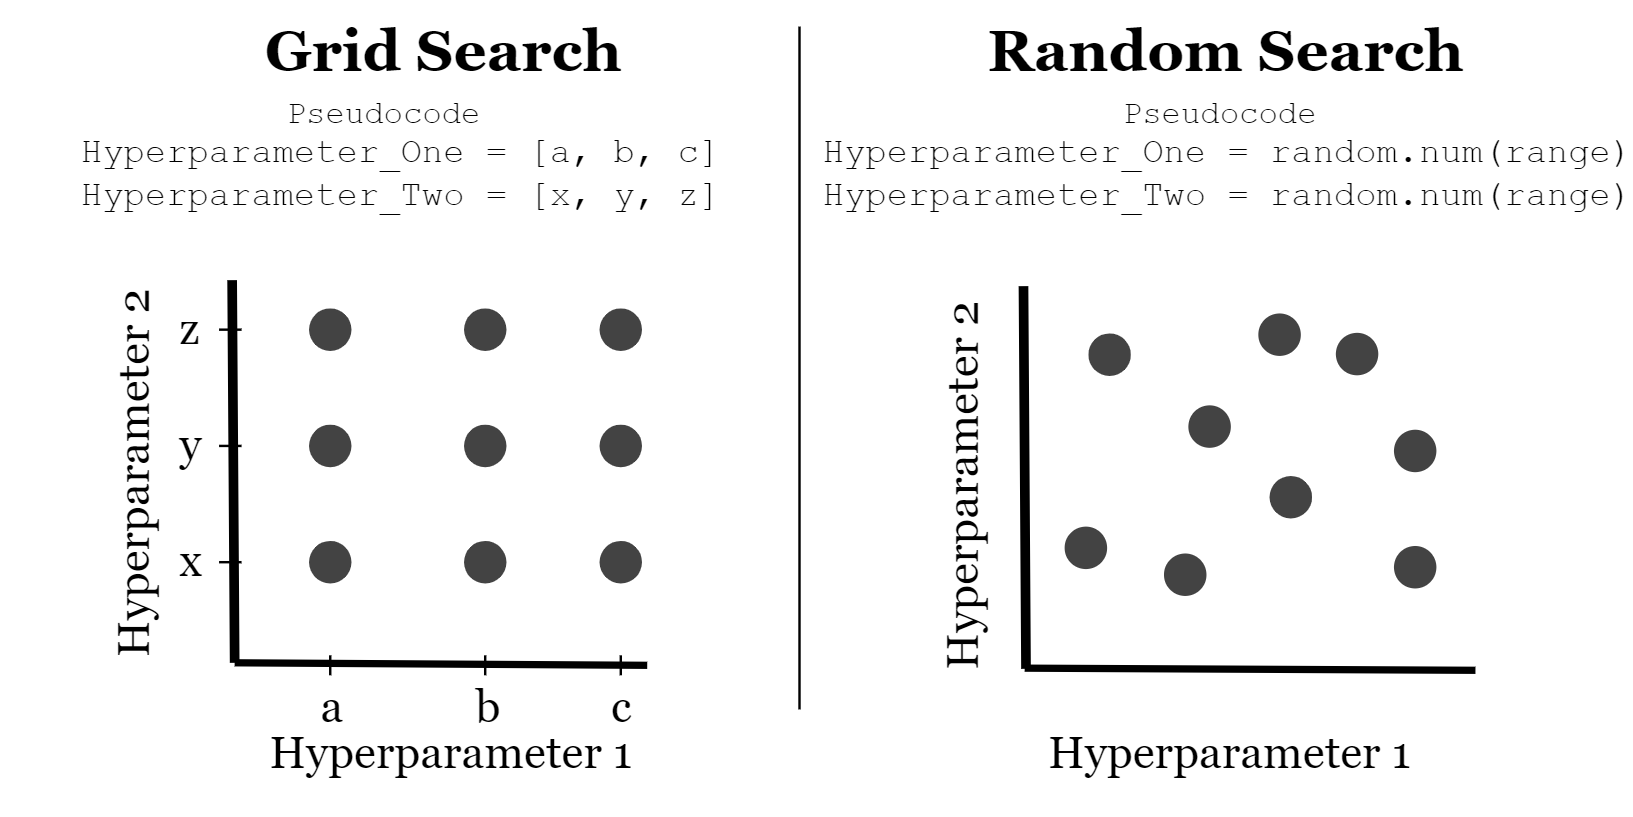 Grid Search
Pseudocode
Hyperparameter_One = [a, b, c]
Hyperparameter_Two = [x, y, z]
Hyperparameter 2
z
y
x
a b c
Hyperparameter 1
Random Search
Pseudocode
Hyperparameter_One = random.num(range)
Hyperparameter_Two = random.num(range)
Hyperparameter 2
Hyperparameter 1